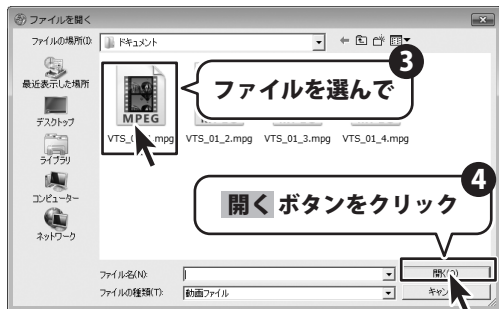 ファイルを開く
ファイルの場所(I):
ドキュメント
3
ファイルを選んで
最近表示した場所
デスクトップ
ライブラリ
コンピューター
ネットワーク
MPEG
mpg
VTS_01_2.mpg
VTS_01_3.mpg
VTS_01_4.mpg
4
開く ボタンをクリック
ファイル名(N):
ファイルの種類(T):
動画ファイル